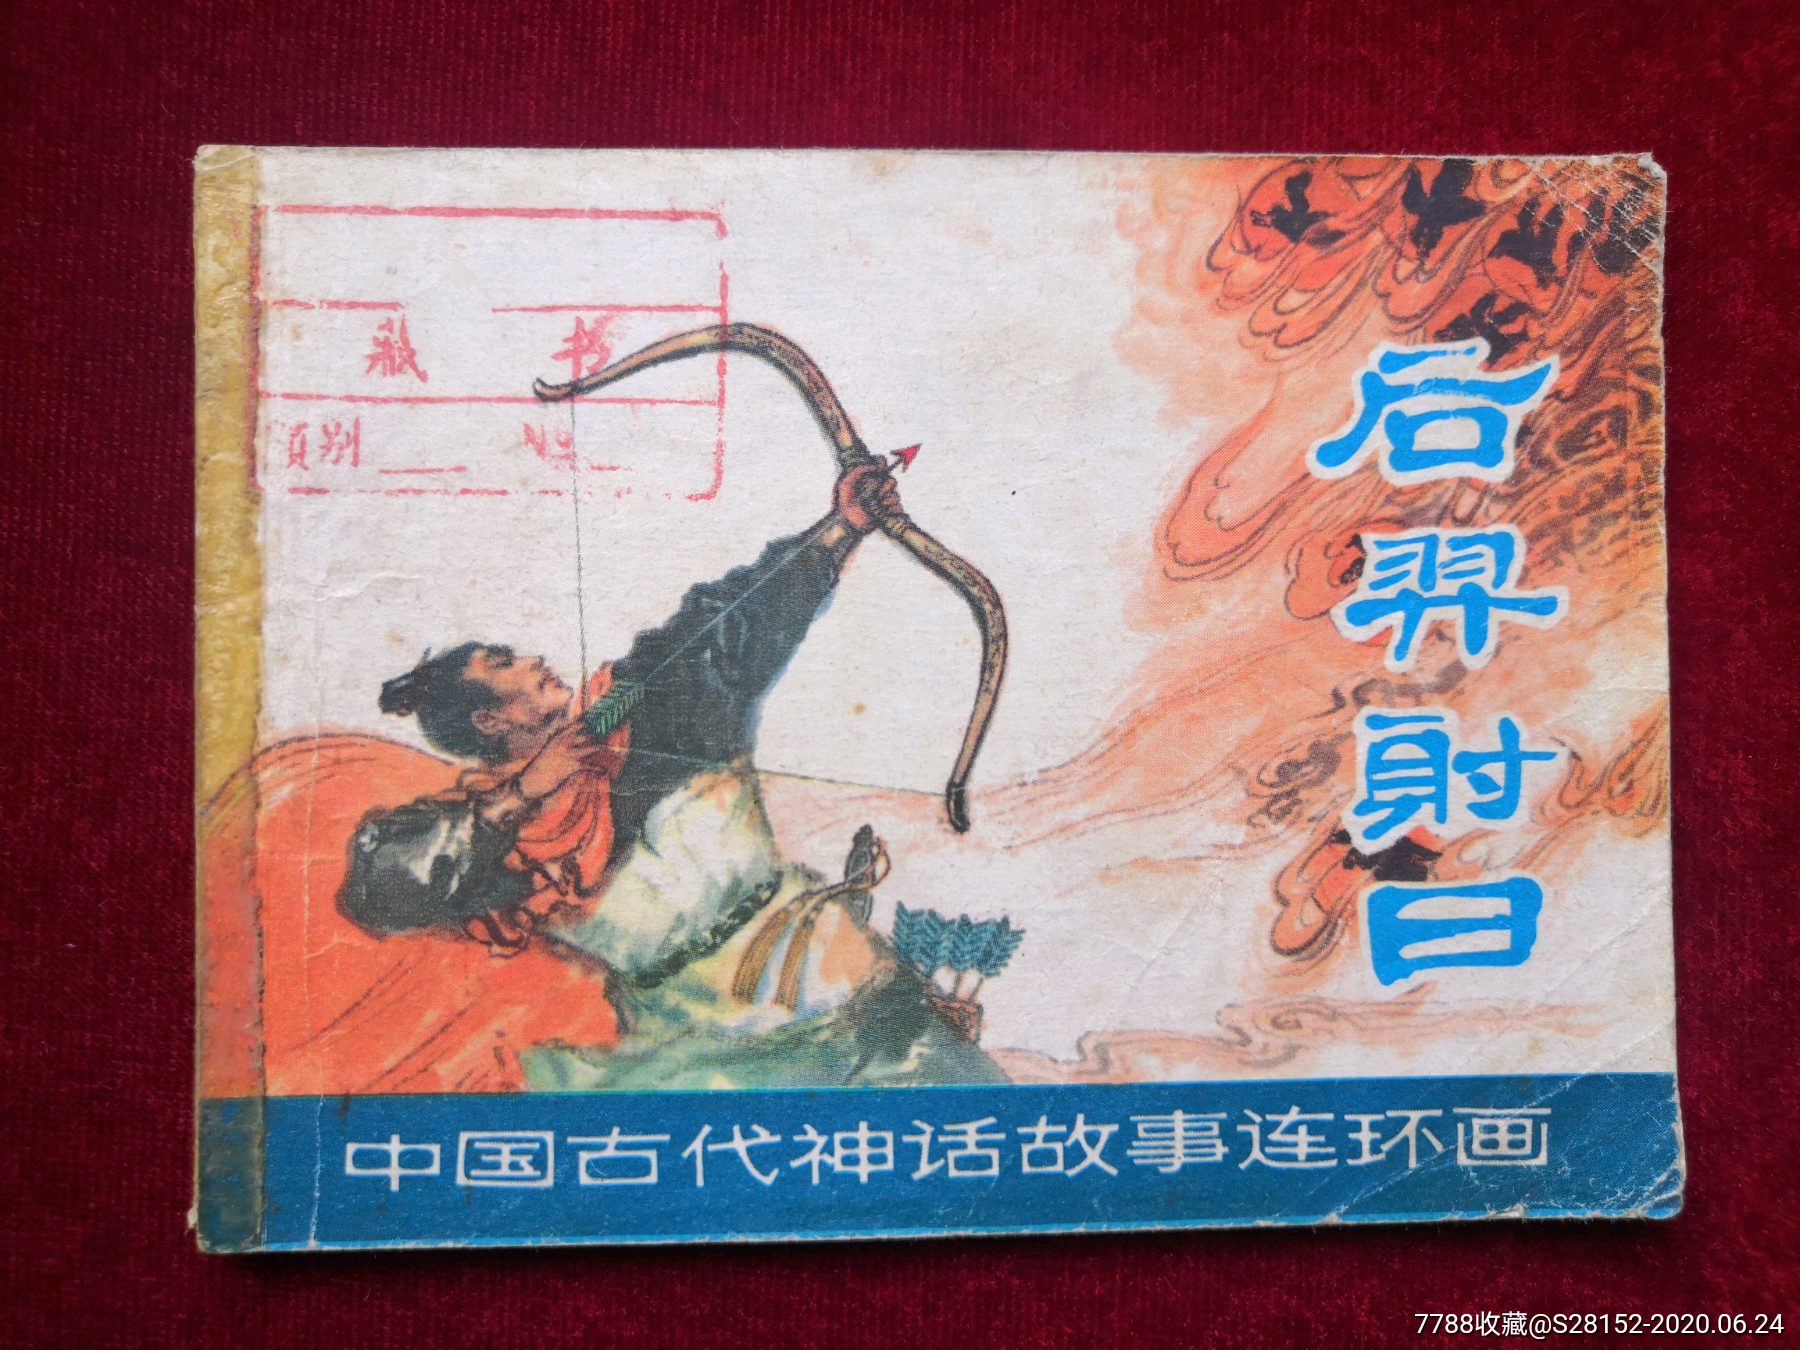 藏 书
别
后羿射日
中国古代神话故事连环画
7788收藏@S28152-2020.06.24